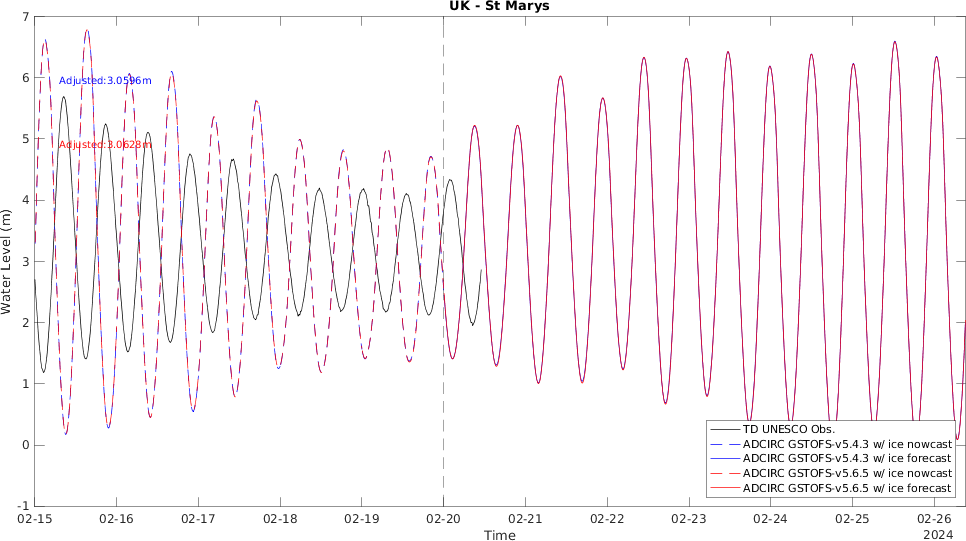 UK - St Marys
7
6
5
4
3
2
1
0
-1
Water Level (m)
Adjusted:3.0596m
Adjusted:3.0628m
TD UNESCO Obs.
ADCIRC GSTOFS-v5.4.3 w/ ice nowcast
ADCIRC GSTOFS-v5.4.3 w/ ice forecast
ADCIRC GSTOFS-v5.6.5 w/ ice nowcast
ADCIRC GSTOFS-v5.6.5 w/ ice forecast
02-15 02-16 02-17 02-18 02-19 02-20 02-21 02-22 02-23 02-24 02-25 02-26
Time
2024